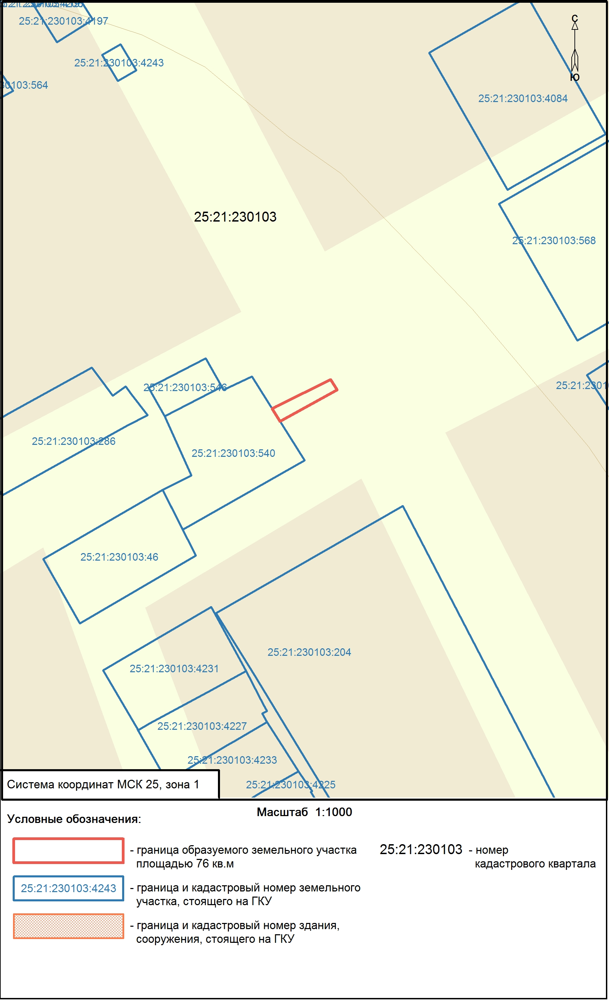 25:21:230103:4197
С
25:21:230103:4243
Ю
30103:564
25:21:230103:4084
25:21:230103
25:21:230103:568
25:21:230103:546
25:21:2301
25:21:230103:286
25:21:230103:540
25:21:230103:46
25:21:230103:204
25:21:230103:4231
25:21:230103:4227
25:21:230103:4233
25:21:230103:4225
Система координат МСК 25, зона 1
Масштаб 1:1000
Условные обозначения:
- граница образуемого земельного участка
площадью 76 кв.м
25:21:230103 - номер
кадастрового квартала
25:21:230103:4243 - граница и кадастровый номер земельного
участка, стоящего на ГКУ
- граница и кадастровый номер здания,
сооружения, стоящего на ГКУ